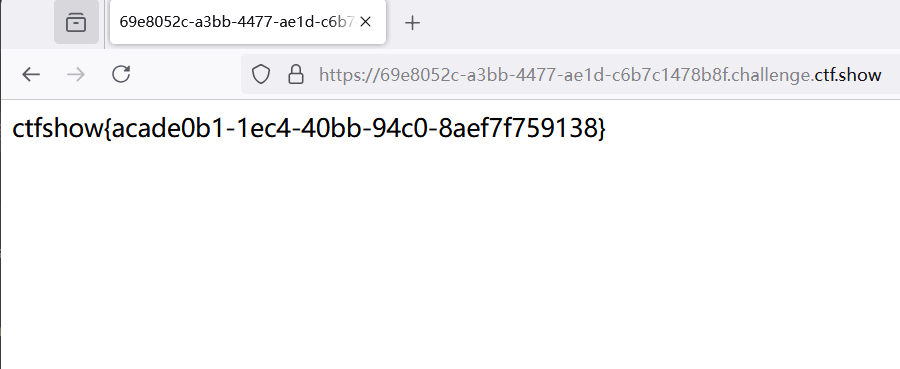 69e8052c-a3bb-4477-ae1d-c6b7
https://69e8052c-a3bb-4477-ae1d-c6b7c1478b8f.challenge.ctf.show
ctfshow{acade0b1-1ec4-40bb-94c0-8aef7f759138}